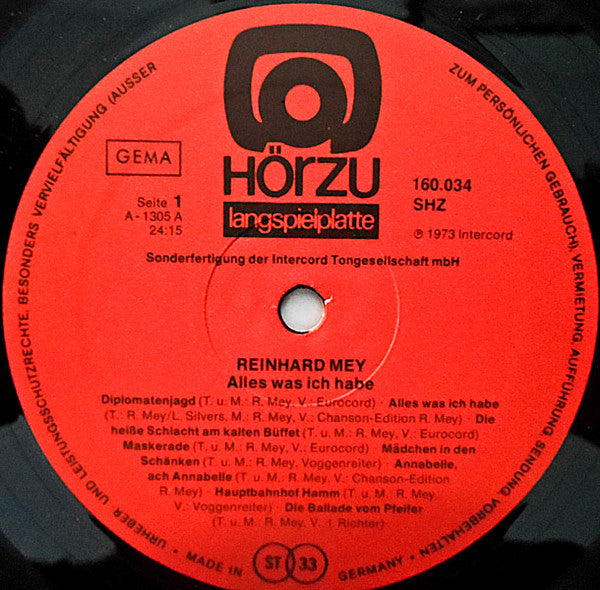 URHEBER UND LEISTUNGSSCHUTZRECHTE, BESONDERS VERVIELFÄLTIGUNG (AUSSER
ZUM PERSÖNLICHEN GEBRAUCH), VERMIETUNG, AUFFÜHRUNG, SENDUNG, VORBEHALTEN
HÖRZU
langspielplatte
GEMA
Seite 1
A - 1305 A
24:15
160.034
SHZ
℗ 1973 Intercord
Sonderfertigung der Intercord Tongesellschaft mbH
REINHARD MEY
Alles was ich habe
Diplomatenjagd (T. u. M.: R. Mey, V.: Eurocord) · Alles was ich habe
(T.: R. Mey/L. Silvers, M.: R. Mey, V.: Chanson-Edition R. Mey) · Die
heiße Schlacht am kalten Büffet (T. u. M.: R. Mey, V.: Eurocord)
Maskerade (T. u. M.: R. Mey, V.: Eurocord) · Mädchen in den
Schänken (T. u. M.: R. Mey, Voggenreiter) · Annabelle,
ach Annabelle (T. u. M.: R. Mey, V.: Chanson-Edition
R. Mey) · Hauptbahnhof Hamm (T. u. M.: R. Mey,
V.: Voggenreiter) · Die Ballade vom Pfeifer
(T. u. M.: R. Mey, V.: I. Richter)
· MADE IN ST 33 GERMANY ·